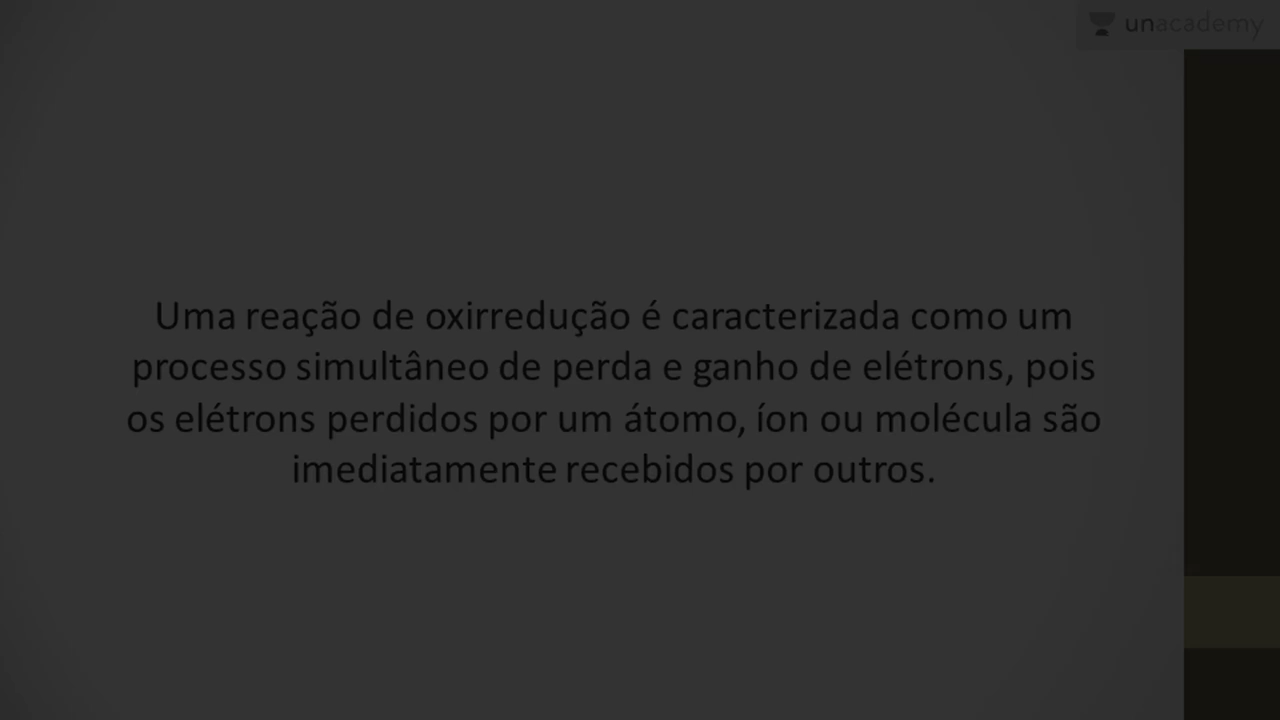 unacademy
Uma reação de oxirredução é caracterizada como um
processo simultâneo de perda e ganho de elétrons, pois
os elétrons perdidos por um átomo, íon ou molécula são
imediatamente recebidos por outros.